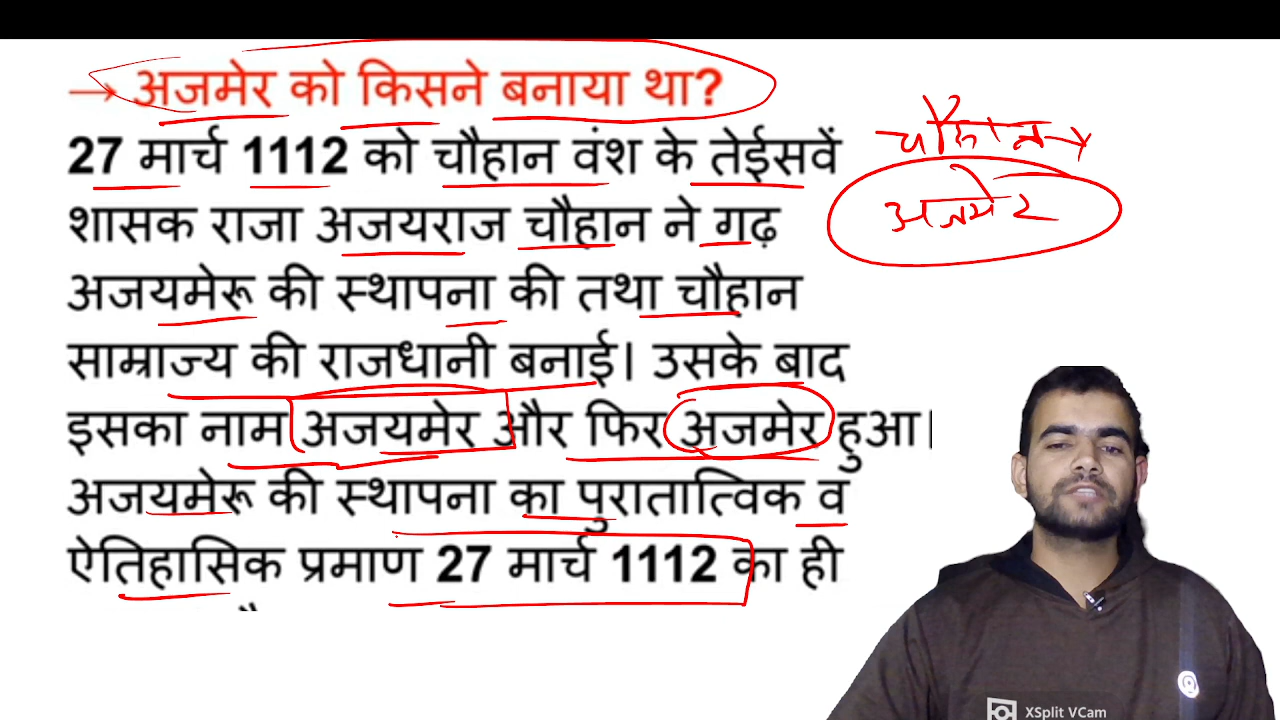 → अजमेर को किसने बनाया था?
27 मार्च 1112 को चौहान वंश के तेईसवें
शासक राजा अजयराज चौहान ने गढ़
अजयमेरू की स्थापना की तथा चौहान
साम्राज्य की राजधानी बनाई। उसके बाद
इसका नाम अजयमेर और फिर अजमेर हुआ।
अजयमेरू की स्थापना का पुरातात्विक व
ऐतिहासिक प्रमाण 27 मार्च 1112 का ही
चौहान →
अजमेर
XSplit VCam